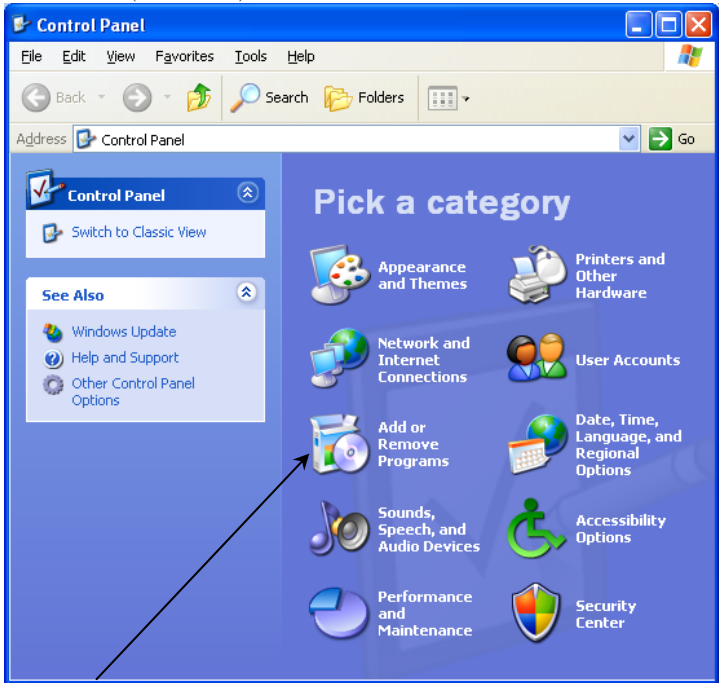 Control Panel
File Edit View Favorites Tools Help
Back Search Folders
Address Control Panel Go
Control Panel
Switch to Classic View
See Also
Windows Update
Help and Support
Other Control Panel
Options
Pick a category
Appearance
and Themes
Printers and
Other
Hardware
Network and
Internet
Connections
User Accounts
Add or
Remove
Programs
Date, Time,
Language, and
Regional
Options
Sounds,
Speech, and
Audio Devices
Accessibility
Options
Performance
and
Maintenance
Security
Center